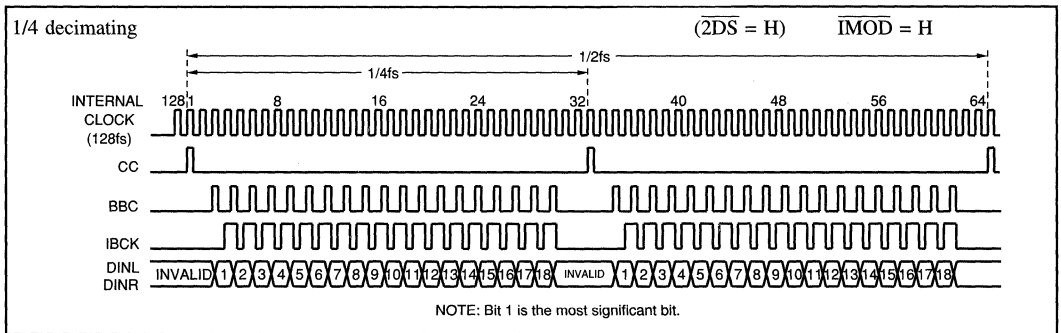 1/4 decimating (2DS = H) IMOD = H
1/2fs
1/4fs
INTERNAL CLOCK (128fs) 128 1 8 16 24 32 40 48 56 64
CC
BBC
IBCK
DINL DINR INVALID 1 2 3 4 5 6 7 8 9 10 11 12 13 14 15 16 17 18 INVALID 1 2 3 4 5 6 7 8 9 10 11 12 13 14 15 16 17 18
NOTE: Bit 1 is the most significant bit.